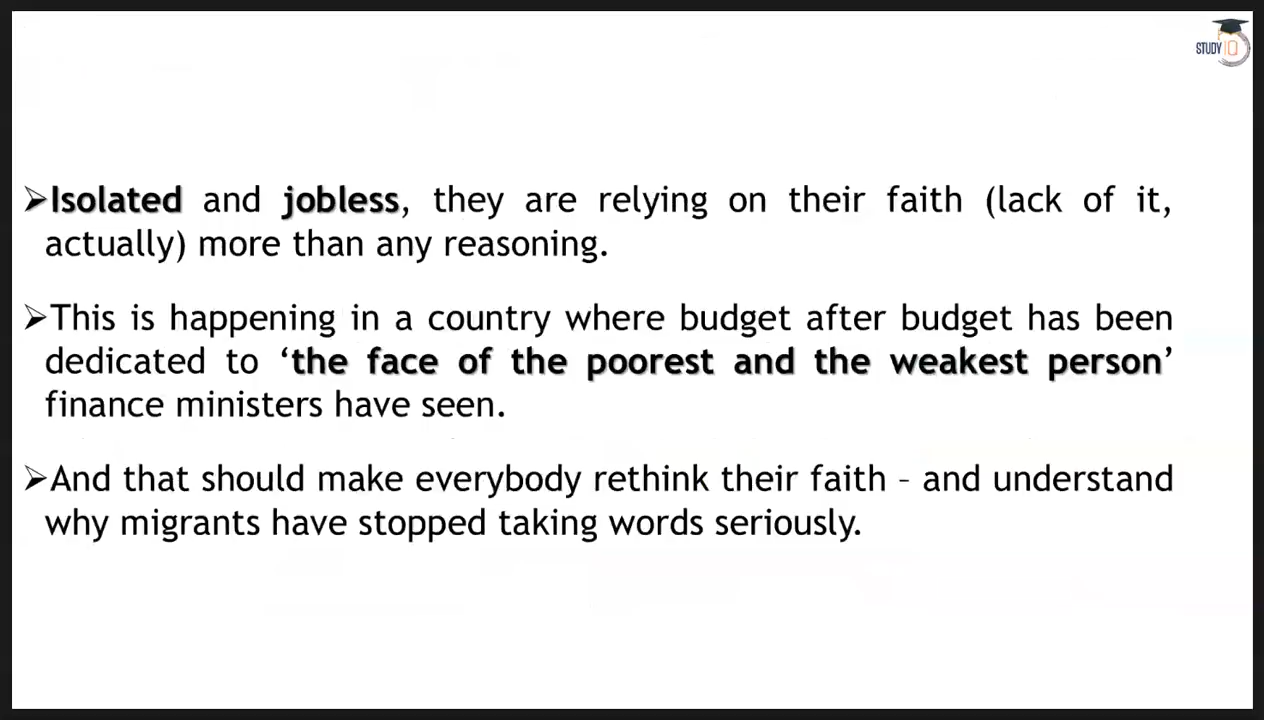 STUDY IQ
➢Isolated and jobless, they are relying on their faith (lack of it,
actually) more than any reasoning.
➢This is happening in a country where budget after budget has been
dedicated to ‘the face of the poorest and the weakest person’
finance ministers have seen.
➢And that should make everybody rethink their faith – and understand
why migrants have stopped taking words seriously.